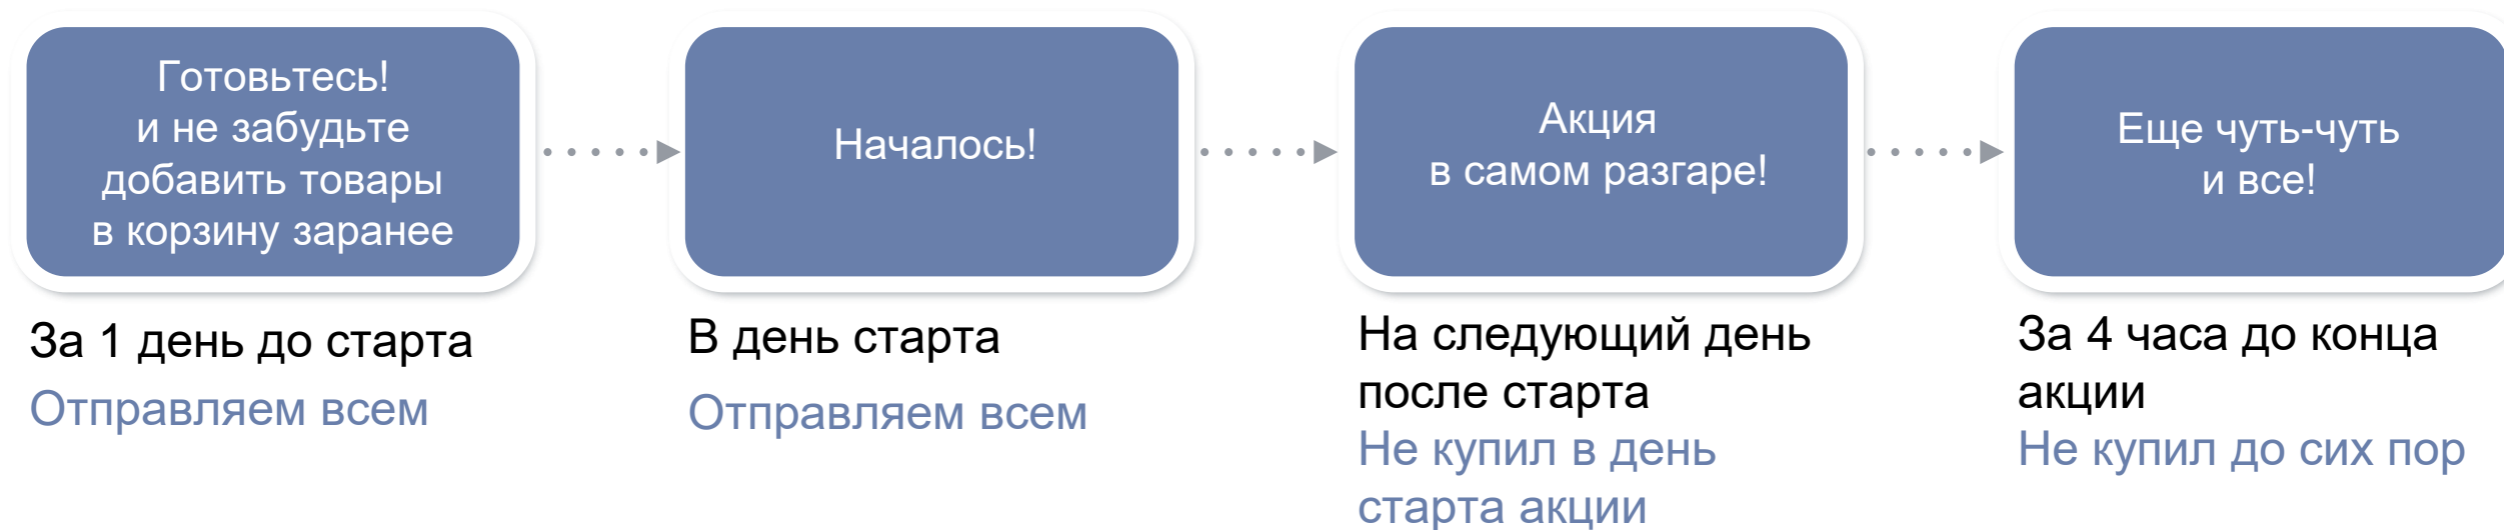 Готовьтесь!
и не забудьте
добавить товары
в корзину заранее
За 1 день до старта
Отправляем всем
Началось!
В день старта
Отправляем всем
Акция
в самом разгаре!
На следующий день
после старта
Не купил в день
старта акции
Еще чуть-чуть
и все!
За 4 часа до конца
акции
Не купил до сих пор